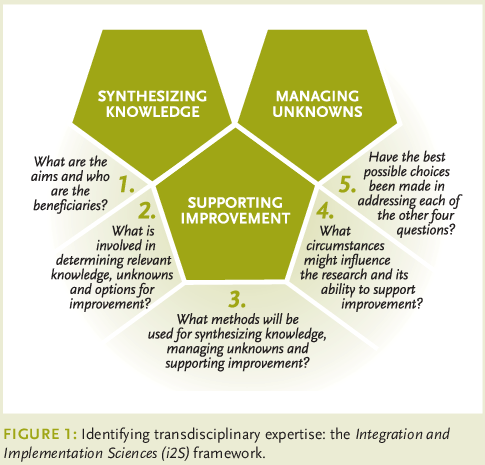 SYNTHESIZING
KNOWLEDGE
MANAGING
UNKNOWNS
SUPPORTING
IMPROVEMENT
1.
What are the
aims and who
are the
beneficiaries?
2.
What is
involved in
determining relevant
knowledge, unknowns
and options for
improvement?
3.
What methods will be
used for synthesizing knowledge,
managing unknowns and
supporting improvement?
4.
What
circumstances
might influence
the research and its
ability to support
improvement?
5.
Have the best
possible choices
been made in
addressing each of
the other four
questions?
FIGURE 1: Identifying transdisciplinary expertise: the Integration and
Implementation Sciences (i2S) framework.